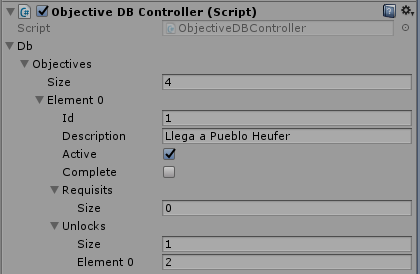 Objective DB Controller (Script)
Script ObjectiveDBController
Db
Objectives
Size 4
Element 0
Id 1
Description Llega a Pueblo Heufer
Active
Complete
Requisits
Size 0
Unlocks
Size 1
Element 0 2